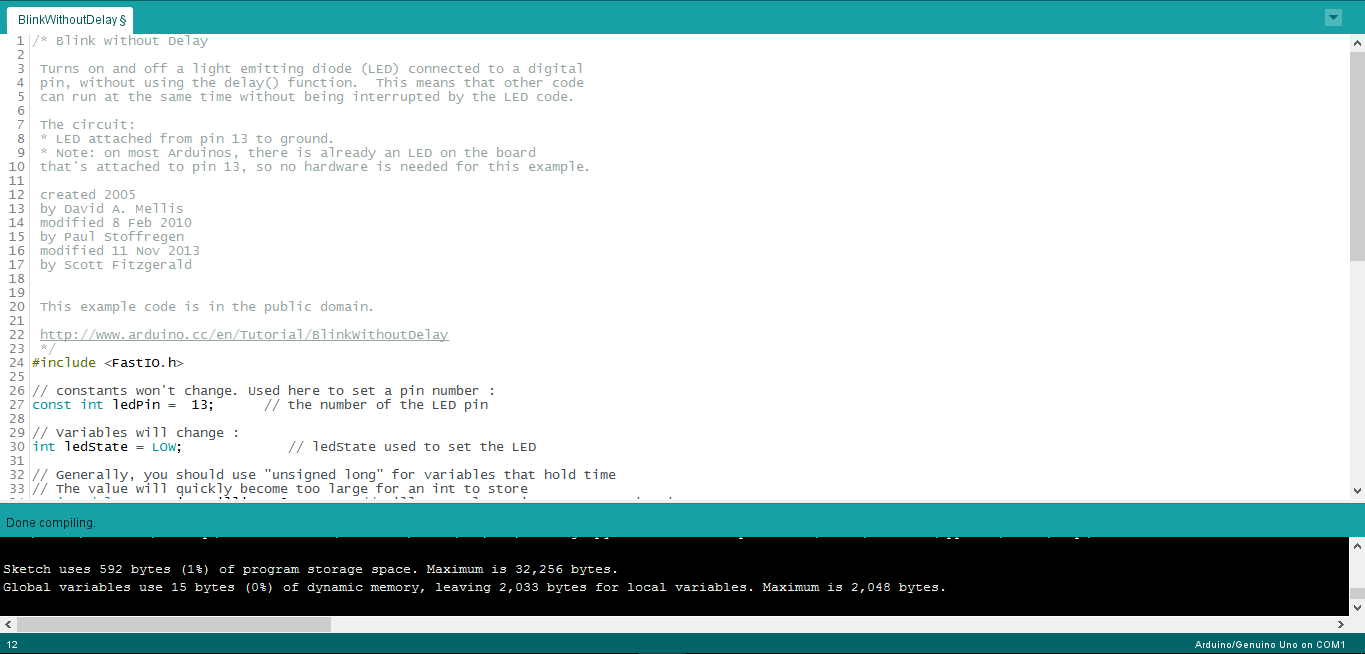 BlinkWithoutDelay §
1 /* Blink without Delay
2
3 Turns on and off a light emitting diode (LED) connected to a digital
4 pin, without using the delay() function.  This means that other code
5 can run at the same time without being interrupted by the LED code.
6
7 The circuit:
8 * LED attached from pin 13 to ground.
9 * Note: on most Arduinos, there is already an LED on the board
10 that's attached to pin 13, so no hardware is needed for this example.
11
12 created 2005
13 by David A. Mellis
14 modified 8 Feb 2010
15 by Paul Stoffregen
16 modified 11 Nov 2013
17 by Scott Fitzgerald
18
19
20 This example code is in the public domain.
21
22 http://www.arduino.cc/en/Tutorial/BlinkWithoutDelay
23 */
24 #include <FastIO.h>
25
26 // constants won't change. Used here to set a pin number :
27 const int ledPin =  13;      // the number of the LED pin
28
29 // Variables will change :
30 int ledState = LOW;             // ledState used to set the LED
31
32 // Generally, you should use "unsigned long" for variables that hold time
33 // The value will quickly become too large for an int to store
Done compiling.
Sketch uses 592 bytes (1%) of program storage space. Maximum is 32,256 bytes.
Global variables use 15 bytes (0%) of dynamic memory, leaving 2,033 bytes for local variables. Maximum is 2,048 bytes.
12
Arduino/Genuino Uno on COM1